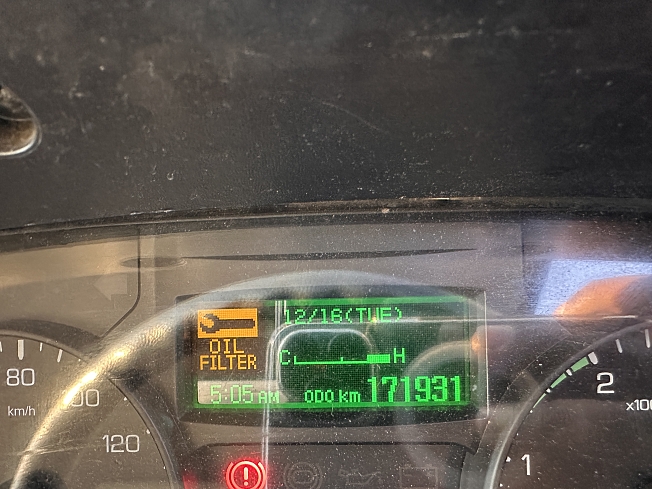 12/16(TUE)
OIL
FILTER
C H
5:05 AM ODO km 171931
80
100
120
km/h
2
x100
1